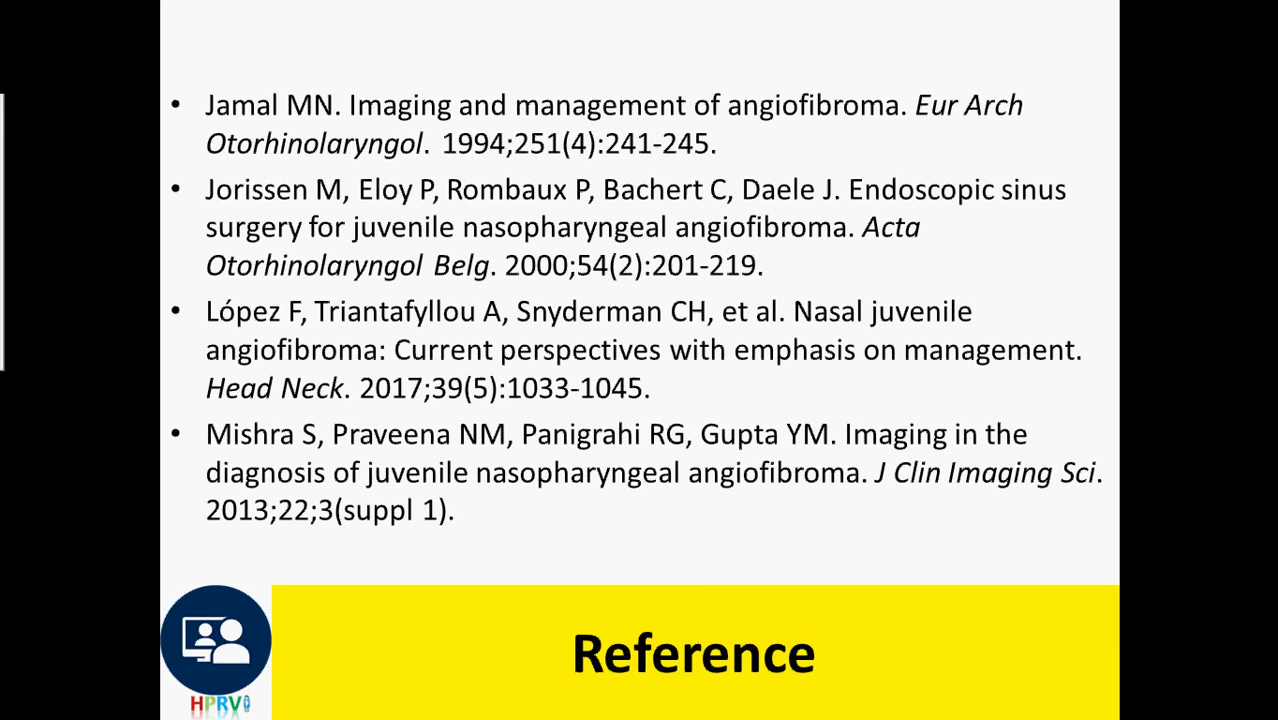 • Jamal MN. Imaging and management of angiofibroma. Eur Arch
Otorhinolaryngol. 1994;251(4):241-245.
• Jorissen M, Eloy P, Rombaux P, Bachert C, Daele J. Endoscopic sinus
surgery for juvenile nasopharyngeal angiofibroma. Acta
Otorhinolaryngol Belg. 2000;54(2):201-219.
• López F, Triantafyllou A, Snyderman CH, et al. Nasal juvenile
angiofibroma: Current perspectives with emphasis on management.
Head Neck. 2017;39(5):1033-1045.
• Mishra S, Praveena NM, Panigrahi RG, Gupta YM. Imaging in the
diagnosis of juvenile nasopharyngeal angiofibroma. J Clin Imaging Sci.
2013;22;3(suppl 1).
Reference
HPRV